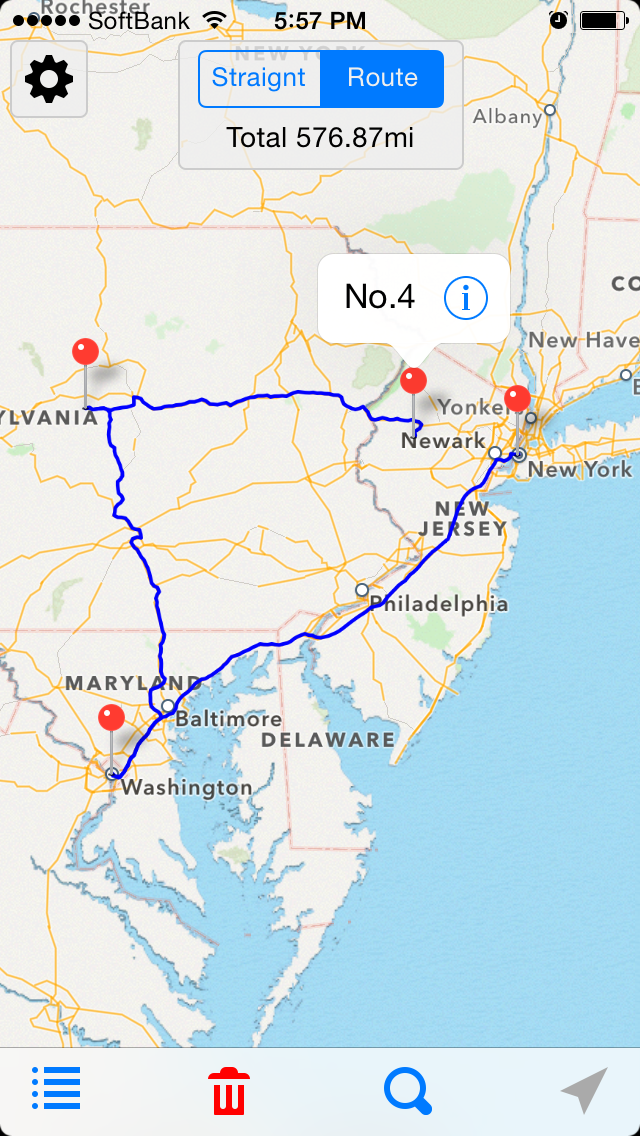 Rochester
SoftBank 5:57 PM
NEW YORK
Straignt Route
Total 576.87mi
Albany
CO
No.4 i
New Have
YLVANIA
Yonker
Newark
New York
NEW
JERSEY
Philadelphia
MARYLAND
Baltimore
DELAWARE
Washington